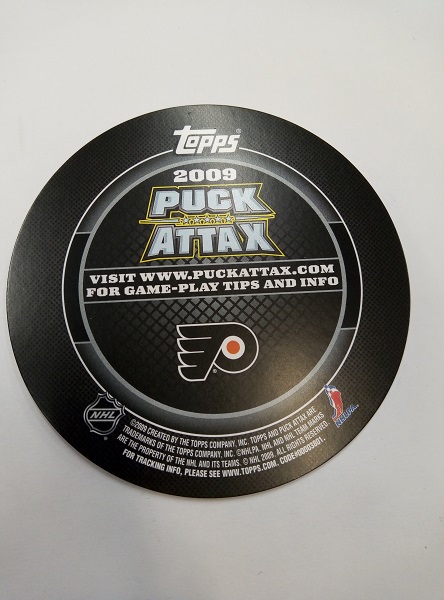 TOPPS
2009
PUCK
ATTAX
VISIT WWW.PUCKATTAX.COM
FOR GAME-PLAY TIPS AND INFO
NHL
NHLPA
©2009 CREATED BY THE TOPPS COMPANY, INC. TOPPS AND PUCK ATTAX ARE
TRADEMARKS OF THE TOPPS COMPANY, INC. ©NHLPA. NHL AND NHL TEAM MARKS
ARE THE PROPERTY OF THE NHL AND ITS TEAMS. © NHL 2009. ALL RIGHTS RESERVED.
FOR TRACKING INFO, PLEASE SEE WWW.TOPPS.COM.